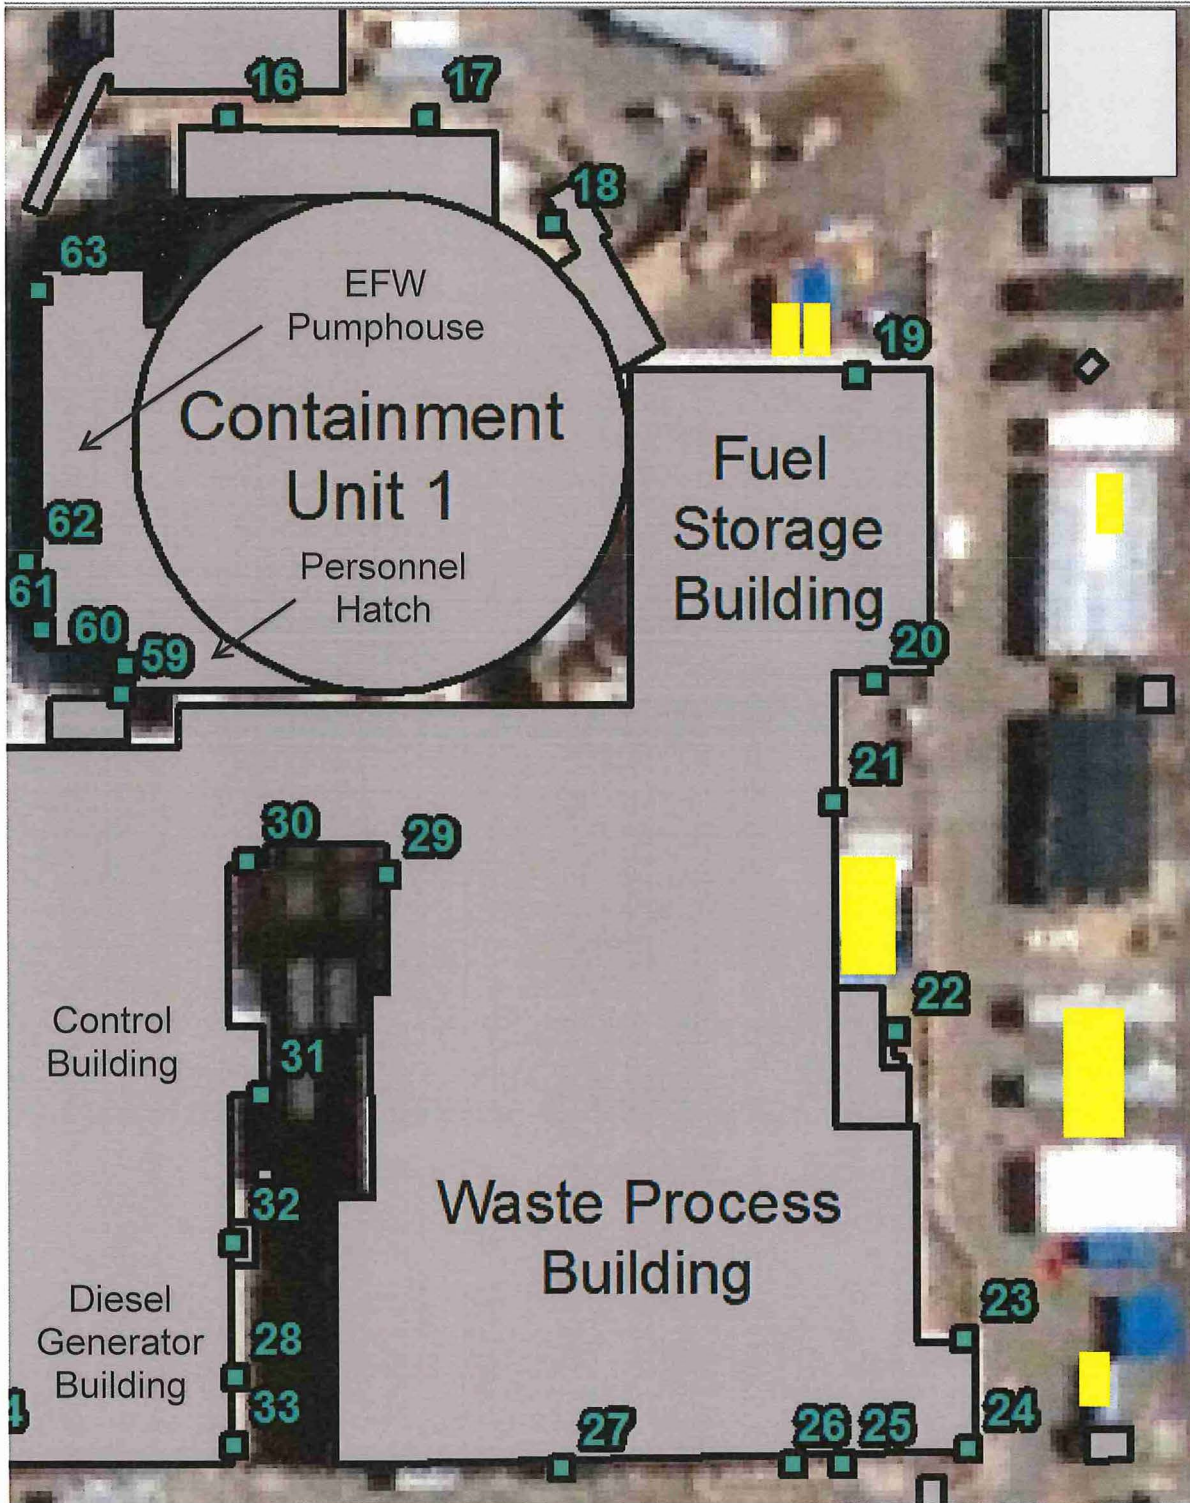 16
17
18
63
EFW
Pumphouse
19
Containment
Unit 1
Fuel
Storage
Building
62
Personnel
Hatch
61
60
59
20
21
30
29
22
Control
Building
31
32
Waste Process
Building
Diesel
Generator
Building
28
23
33
4
27
26
25
24